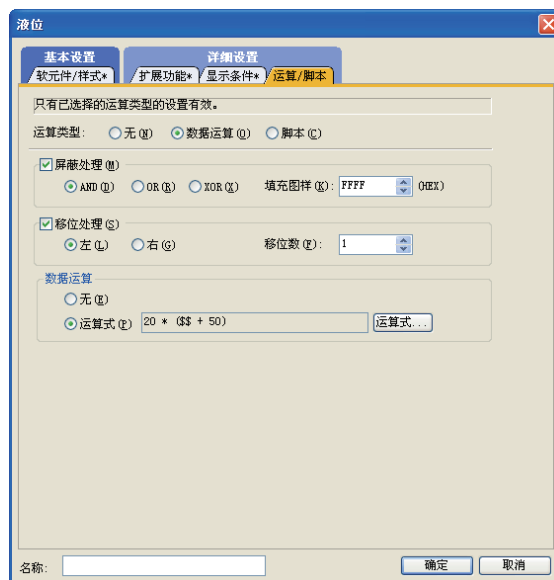 液位
基本设置 详细设置
软元件/样式* 扩展功能* 显示条件* 运算/脚本
只有已选择的运算类型的设置有效。
运算类型: 无(N) 数据运算(O) 脚本(C)
屏蔽处理(M)
AND(D) OR(R) XOR(X) 填充图样(K): FFFF (HEX)
移位处理(S)
左(L) 右(G) 移位数(F): 1
数据运算
无(E)
运算式(P) 20 * ($$ + 50) 运算式...
名称: 确定 取消